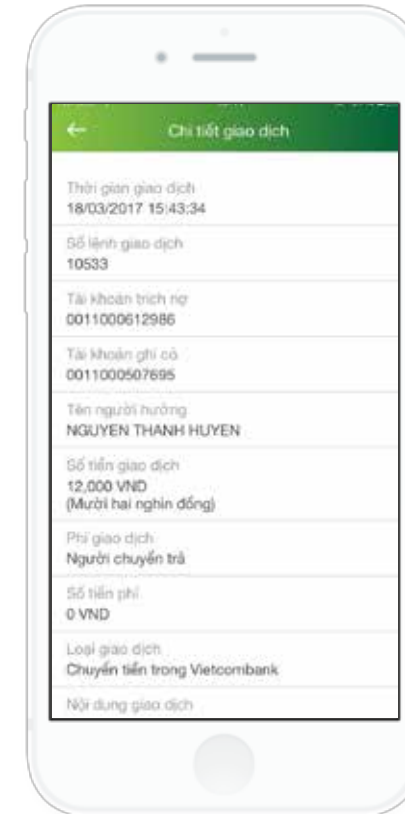 Chi tiết giao dịch
Thời gian giao dịch
18/03/2017 15:43:34
Số lệnh giao dịch
10533
Tài khoản trích nợ
0011000612986
Tài khoản ghi có
0011000507695
Tên người hưởng
NGUYEN THANH HUYEN
Số tiền giao dịch
12,000 VND
(Mười hai nghìn đồng)
Phí giao dịch
Người chuyển trả
Số tiền phí
0 VND
Loại giao dịch
Chuyển tiền trong Vietcombank
Nội dung giao dịch